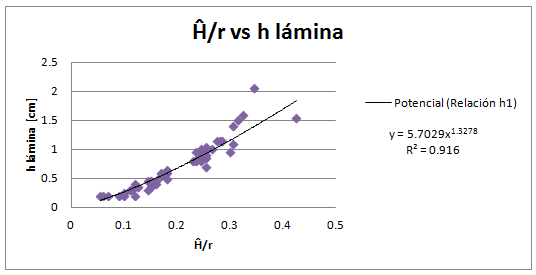 Ĥ/r vs h lámina
h lámina [cm]
2.5
2
1.5
1
0.5
0
0 0.1 0.2 0.3 0.4 0.5
Ĥ/r
Potencial (Relación h1)
y = 5.7029x^1.3278
R² = 0.916